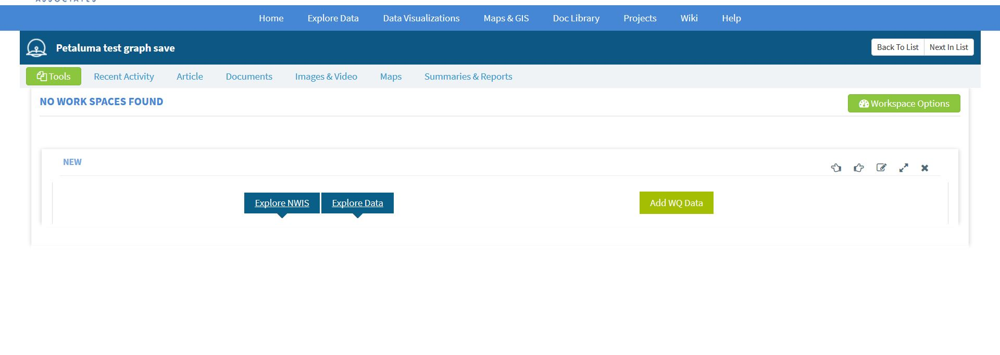 ASSOCIATES
Home Explore Data Data Visualizations Maps & GIS Doc Library Projects Wiki Help
Petaluma test graph save Back To List Next In List
Tools Recent Activity Article Documents Images & Video Maps Summaries & Reports
NO WORK SPACES FOUND Workspace Options
NEW
Explore NWIS Explore Data Add WQ Data